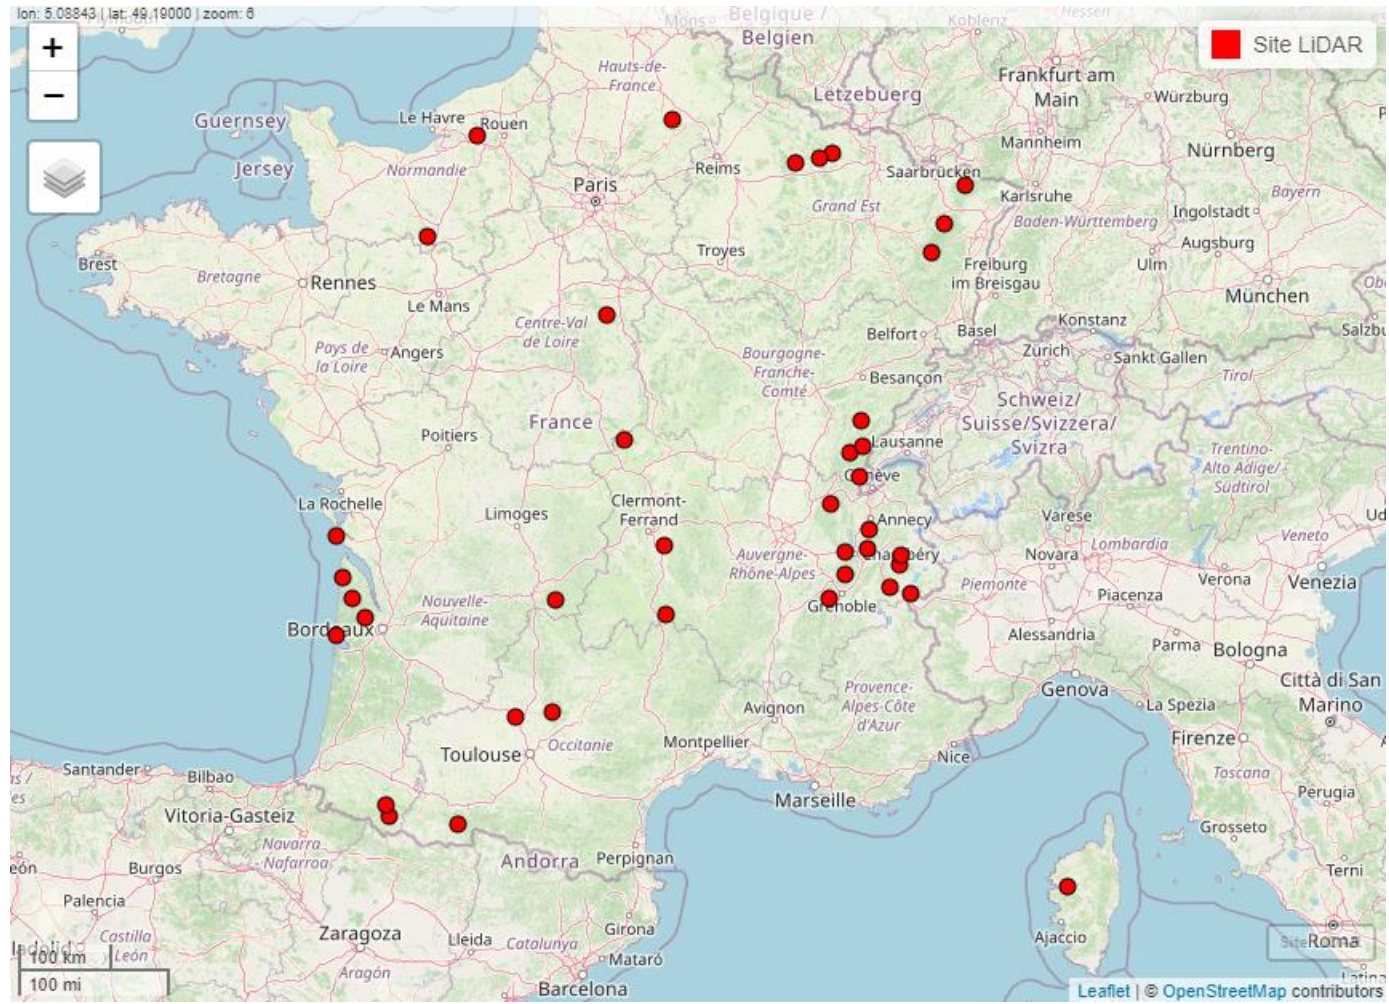 lon: 5.08843 | lat: 49.19000 | zoom: 6
+
−
Site LiDAR
Plymouth
Mons
Belgique /
Belgien
Koblenz
Hessen
Hauts-de-
France
Lëtzebuerg
Frankfurt am
Main
Würzburg
Guernsey
Le Havre
Rouen
Mannheim
Nürnberg
Jersey
Normandie
Reims
Saarbrücken
Paris
Karlsruhe
Bayern
Grand Est
Baden-Württemberg
Ingolstadt
Brest
Bretagne
Rennes
Troyes
Augsburg
Freiburg
im Breisgau
Ulm
München
Le Mans
Centre-Val
de Loire
Belfort
Basel
Konstanz
Pays de
la Loire
Angers
Bourgogne-
Franche-
Comté
Zürich
Sankt Gallen
Besançon
Tirol
Schweiz/
Suisse/Svizzera/
Svizra
France
Poitiers
Lausanne
Trentino-
Alto Adige/
Südtirol
Genève
La Rochelle
Limoges
Clermont-
Ferrand
Annecy
Varese
Lombardia
Veneto
Auvergne-
Rhône-Alpes
Chambéry
Novara
Verona
Venezia
Piemonte
Piacenza
Nouvelle-
Aquitaine
Grenoble
Bordeaux
Alessandria
Parma
Bologna
Provence-
Alpes-Côte
d'Azur
Genova
Città di San
Marino
La Spezia
Avignon
Firenze
Toulouse
Occitanie
Montpellier
Nice
Santander
Bilbao
Toscana
Marseille
Perugia
Vitoria-Gasteiz
Grosseto
Navarra
- Nafarroa
Andorra
Perpignan
Burgos
Terni
Palencia
Castilla
y León
Zaragoza
Lleida
Catalunya
Girona
Ajaccio
Roma
Mataró
Aragón
Barcelona
100 km
100 mi
Leaflet | © OpenStreetMap contributors